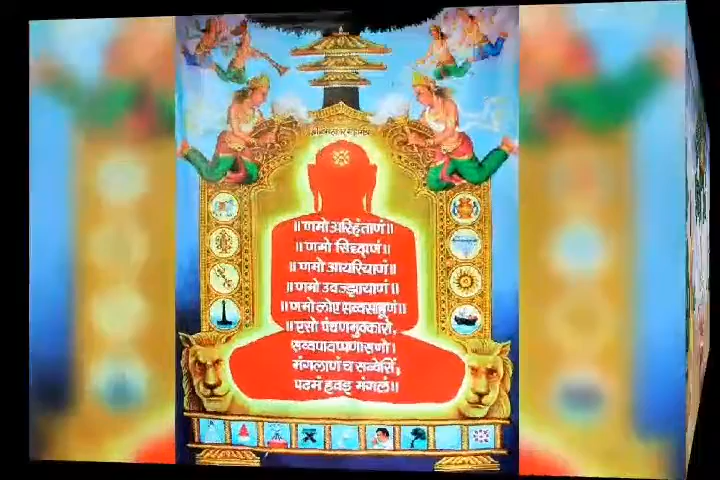 ॥णमो अरिहंताणं॥
॥णमो सिद्धाणं॥
॥णमो आयरियाणं॥
॥णमो उवज्झायाणं॥
॥णमो लोए सव्वसाहूणं॥
॥एसो पंचणमुक्कारो,
सव्वपावप्पणासणो।
मंगलाणं च सव्वेसिं,
पढमं हवइ मंगलं॥